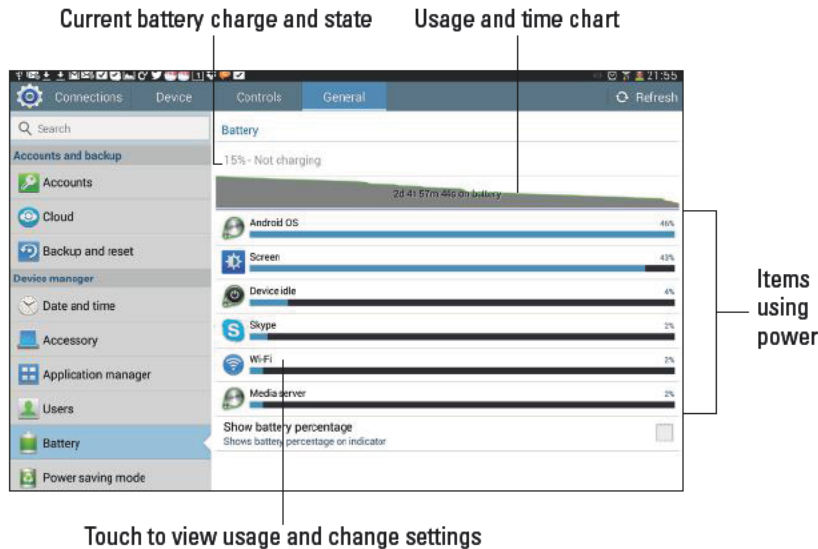 Current battery charge and state
Usage and time chart
21:55
Connections Device Controls General Refresh
Search
Accounts and backup
Accounts
Cloud
Backup and reset
Device manager
Date and time
Accessory
Application manager
Users
Battery
Power saving mode
Battery
15% - Not charging
2d 4h 57m 44s on battery
Android OS 46%
Screen 43%
Device idle 4%
Skype 2%
Wi-Fi 2%
Media server 2%
Show battery percentage
Shows battery percentage on indicator
Items
using
power
Touch to view usage and change settings